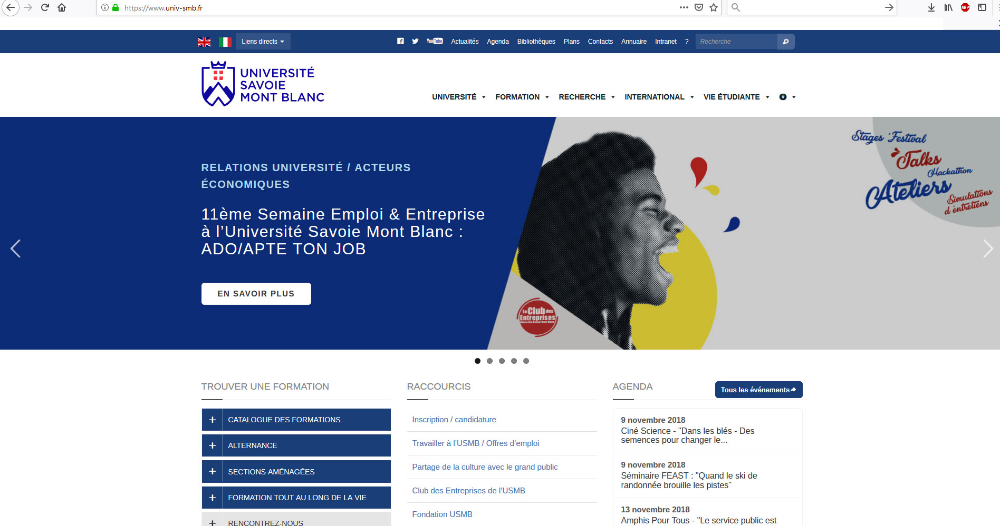 https://www.univ-smb.fr
ABP
Liens directs
YouTube
Actualités
Agenda
Bibliothèques
Plans
Contacts
Annuaire
Intranet
?
Recherche
UNIVERSITÉ
SAVOIE
MONT BLANC
UNIVERSITÉ
FORMATION
RECHERCHE
INTERNATIONAL
VIE ÉTUDIANTE
RELATIONS UNIVERSITÉ / ACTEURS
ÉCONOMIQUES
11ème Semaine Emploi & Entreprise
à l’Université Savoie Mont Blanc :
ADO/APTE TON JOB
EN SAVOIR PLUS
Le Club des
Entreprises
Université Savoie Mont Blanc
Stages Festival
Talks
Hackathon
Ateliers
Simulations
d'entretiens
TROUVER UNE FORMATION
CATALOGUE DES FORMATIONS
ALTERNANCE
SECTIONS AMÉNAGÉES
FORMATION TOUT AU LONG DE LA VIE
RENCONTREZ-NOUS
RACCOURCIS
Inscription / candidature
Travailler à l’USMB / Offres d’emploi
Partage de la culture avec le grand public
Club des Entreprises de l’USMB
Fondation USMB
AGENDA
Tous les événements
9 novembre 2018
Ciné Science - "Dans les blés - Des
semences pour changer le...
9 novembre 2018
Séminaire FEAST : "Quand le ski de
randonnée brouille les pistes"
13 novembre 2018
Amphis Pour Tous - "Le service public est